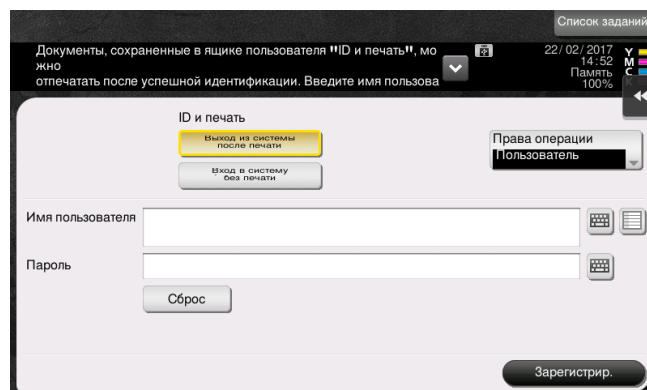 Список заданий
Документы, сохраненные в ящике пользователя "ID и печать", мо
жно
отпечатать после успешной идентификации. Введите имя пользова
22/02/2017
14:52
Память
100%
Y
M
C
ID и печать
Выход из системы
после печати
Вход в систему
без печати
Права операции
Пользователь
Имя пользователя
Пароль
Сброс
Зарегистрир.